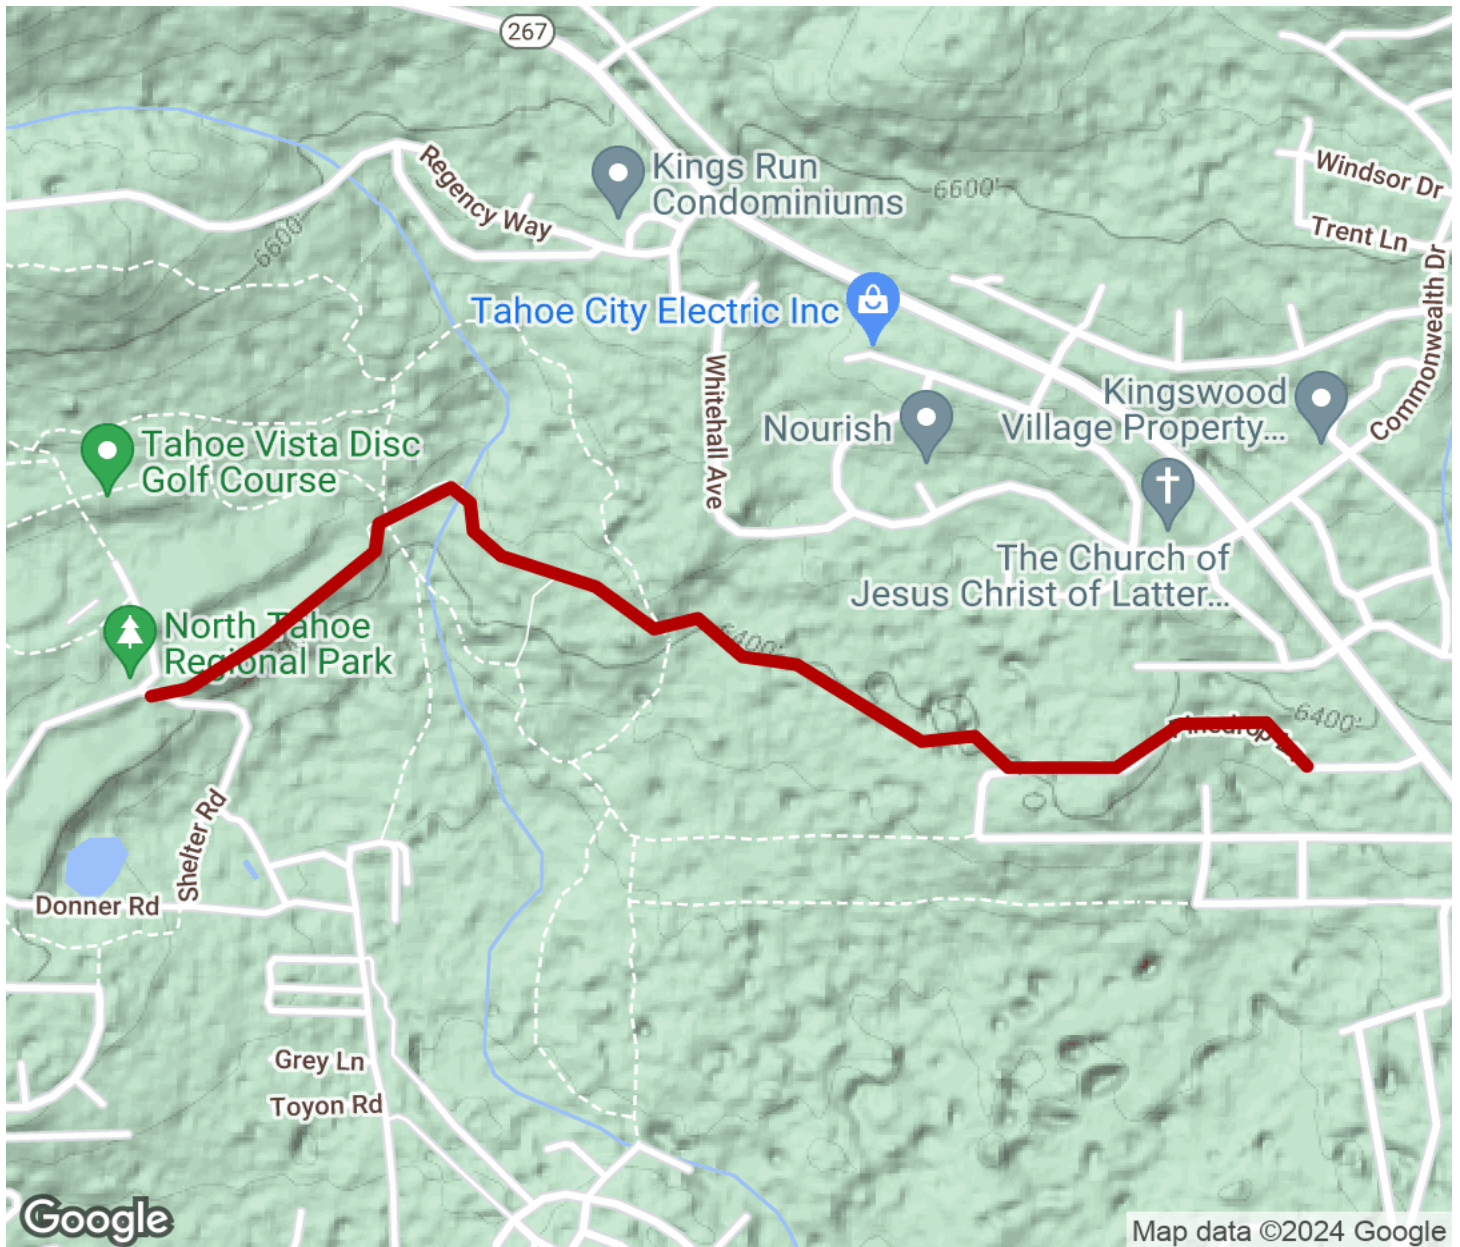 267
Kings Run
Condominiums
Regency Way
6600'
Windsor Dr
Trent Ln
6600
Commonwealth Dr
Tahoe City Electric Inc
Whitehall Ave
Kingswood
Village Property...
Nourish
Tahoe Vista Disc
Golf Course
The Church of
Jesus Christ of Latter...
North Tahoe
Regional Park
6400'
6400'
Shelter Rd
Donner Rd
Grey Ln
Toyon Rd
Google
Map data ©2024 Google